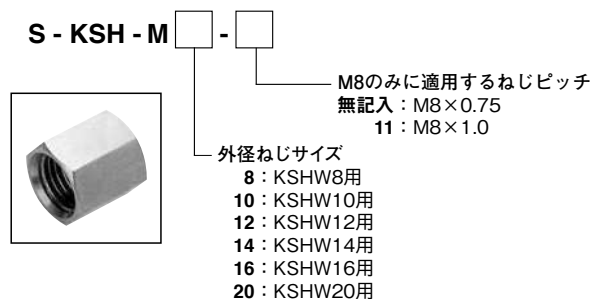 S - KSH - M□ - □
M8のみに適用するねじピッチ
無記入：M8×0.75
11：M8×1.0
外径ねじサイズ
8：KSHW8用
10：KSHW10用
12：KSHW12用
14：KSHW14用
16：KSHW16用
20：KSHW20用